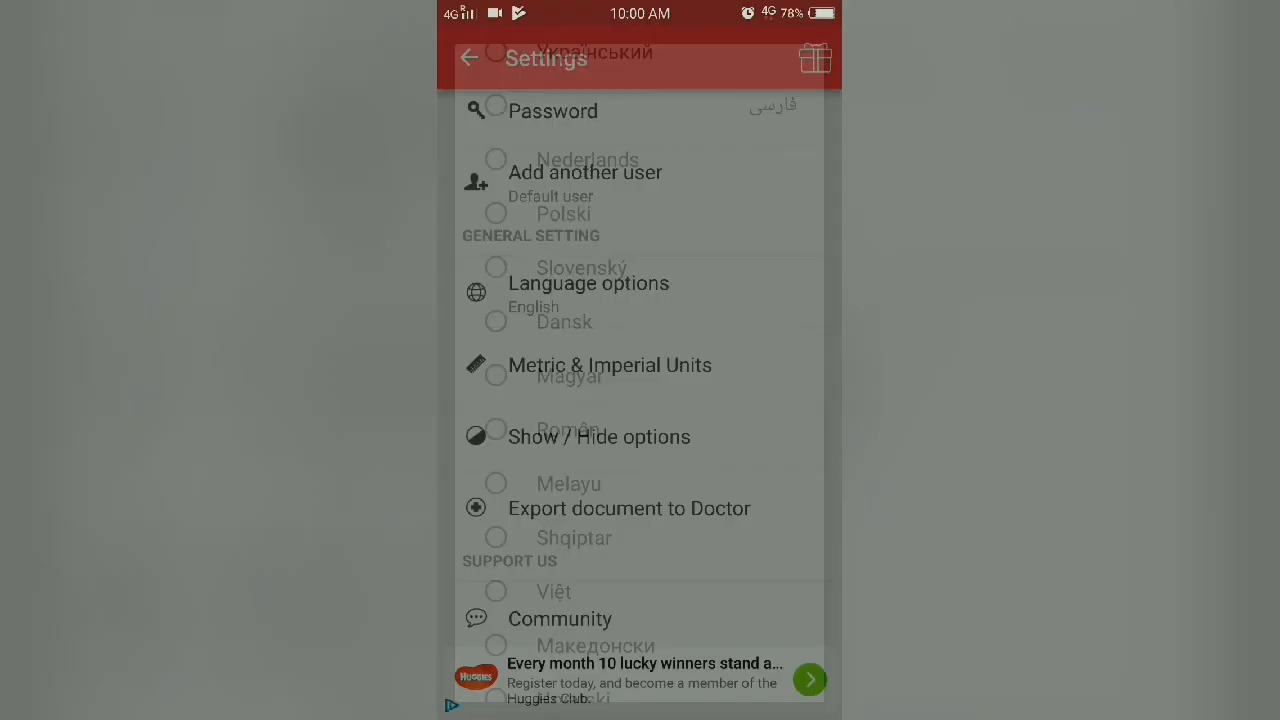 4G R
10:00 AM
4G 78%
Український
Settings
Password
فارسی
Nederlands
Add another user
Default user
Polski
GENERAL SETTING
Slovenský
Language options
English
Dansk
Metric & Imperial Units
Magyar
Român
Show / Hide options
Melayu
Export document to Doctor
Shqiptar
SUPPORT US
Việt
Community
Македонски
HUGGIES
Every month 10 lucky winners stand a...
Register today, and become a member of the
Huggies Club.